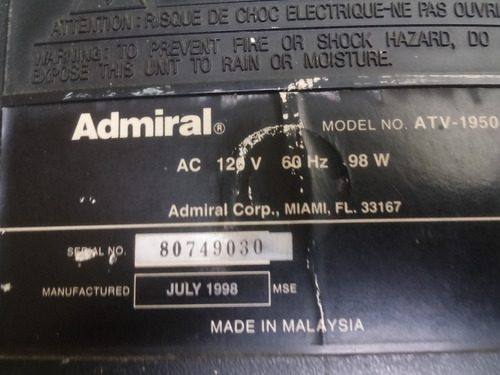 ATTENTION: RISQUE DE CHOC ELECTRIQUE-NE PAS OUVRI
WARNING: TO PREVENT FIRE OR SHOCK HAZARD, DO
EXPOSE THIS UNIT TO RAIN OR MOISTURE.
Admiral® MODEL NO. ATV-1950
AC 120 V 60 Hz 98 W
Admiral Corp., MIAMI, FL. 33167
SERIAL NO. 80749030
MANUFACTURED JULY 1998 MSE
MADE IN MALAYSIA